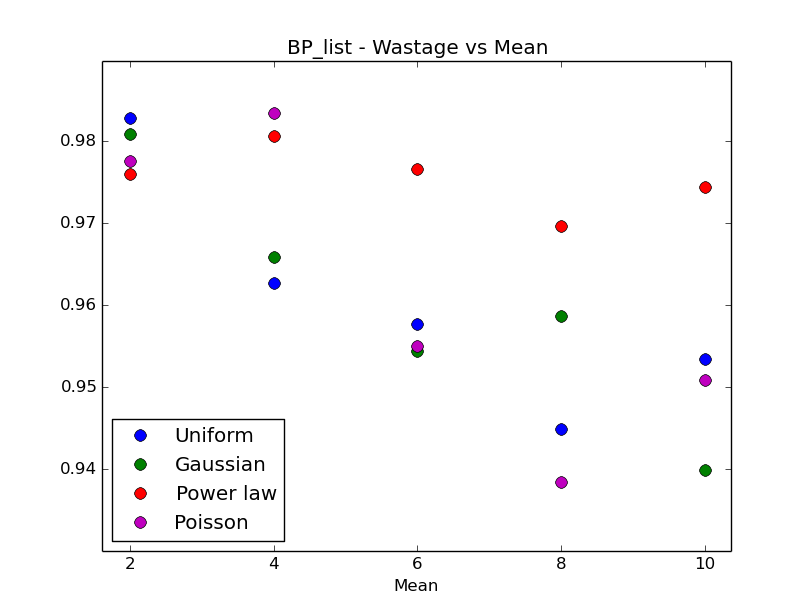 BP_list - Wastage vs Mean
0.98
0.97
0.96
0.95
0.94
Uniform
Gaussian
Power law
Poisson
2 4 6 8 10
Mean